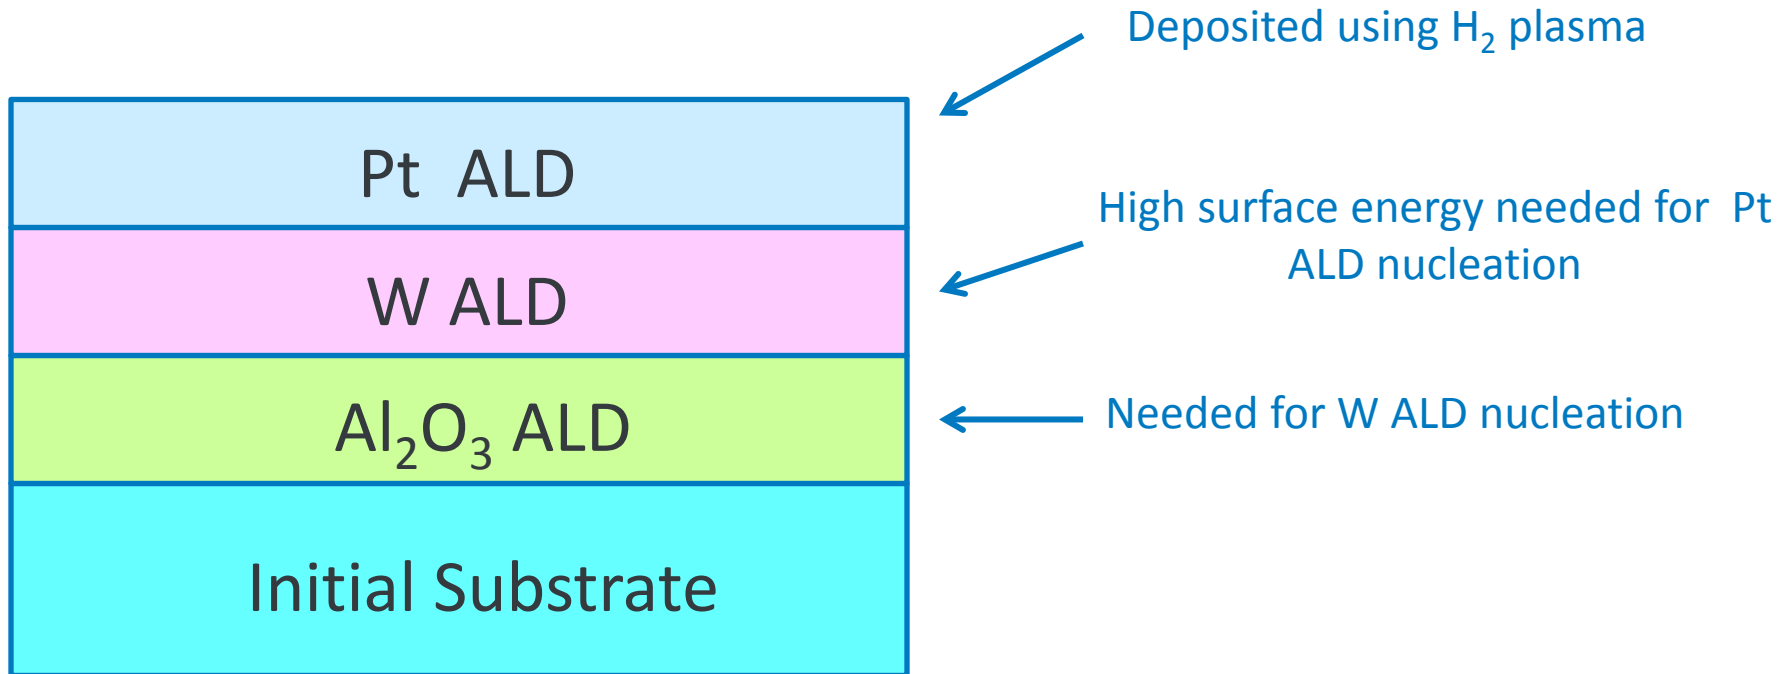 Deposited using H₂ plasma
Pt ALD
High surface energy needed for Pt
ALD nucleation
W ALD
Al₂O₃ ALD
Needed for W ALD nucleation
Initial Substrate